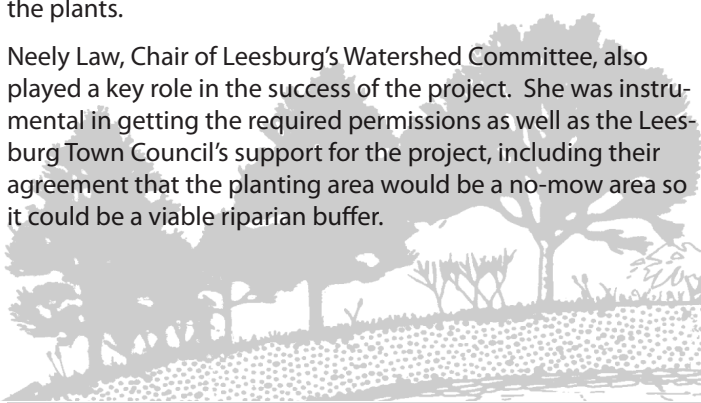 the plants.
Neely Law, Chair of Leesburg's Watershed Committee, also
played a key role in the success of the project.  She was instru-
mental in getting the required permissions as well as the Lees-
burg Town Council's support for the project, including their
agreement that the planting area would be a no-mow area so
it could be a viable riparian buffer.